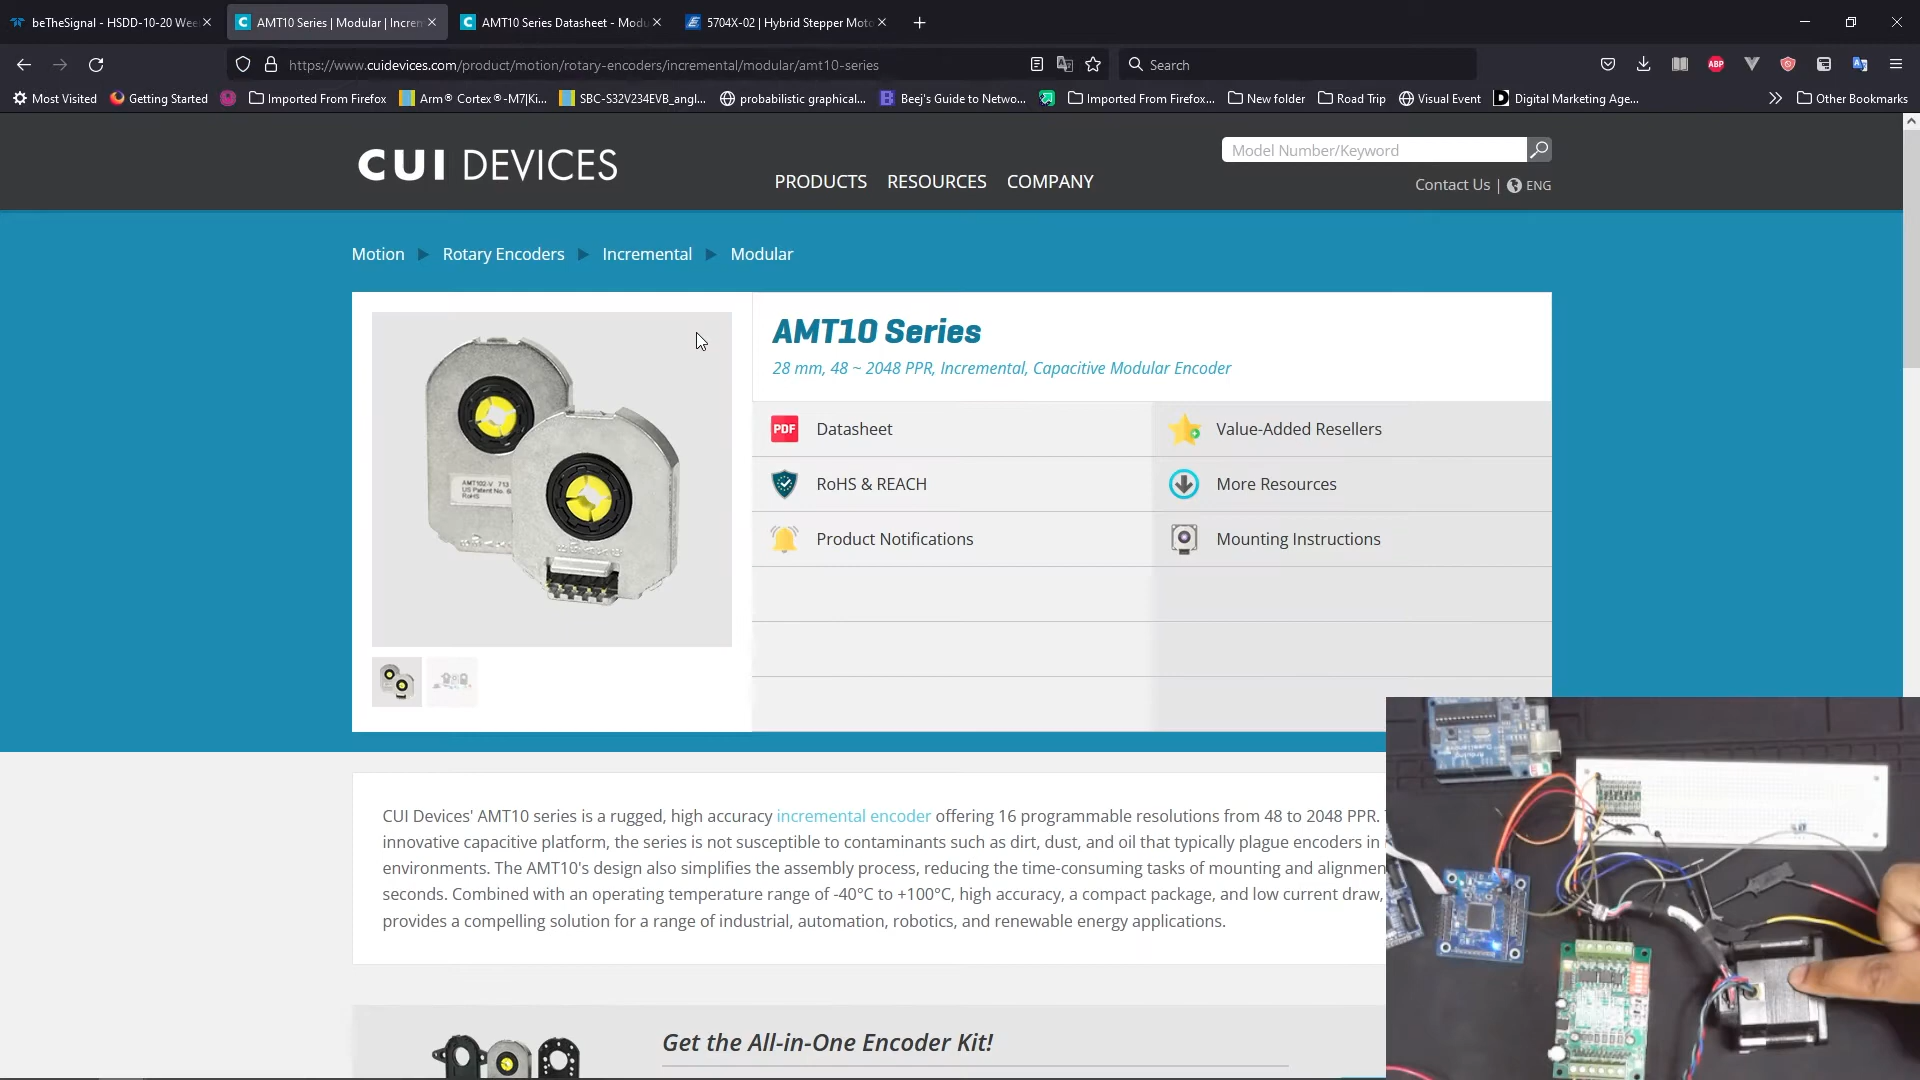 beTheSignal - HSDD-10-20 Wee
AMT10 Series | Modular | Increm
AMT10 Series Datasheet - Modu
5704X-02 | Hybrid Stepper Moto
https://www.cuidevices.com/product/motion/rotary-encoders/incremental/modular/amt10-series
Search
ABP
Most Visited
Getting Started
Imported From Firefox
Arm® Cortex®-M7|Ki...
SBC-S32V234EVB_angl...
probabilistic graphical...
Beej's Guide to Netwo...
Imported From Firefox...
New folder
Road Trip
Visual Event
Digital Marketing Age...
Other Bookmarks
CUI DEVICES
PRODUCTS
RESOURCES
COMPANY
Model Number/Keyword
Contact Us | ENG
Motion
Rotary Encoders
Incremental
Modular
AMT10 Series
28 mm, 48 ~ 2048 PPR, Incremental, Capacitive Modular Encoder
PDF
Datasheet
Value-Added Resellers
RoHS & REACH
More Resources
Product Notifications
Mounting Instructions
AMT102-V 713
US Patent No.
RoHS
CUI Devices' AMT10 series is a rugged, high accuracy incremental encoder offering 16 programmable resolutions from 48 to 2048 PPR.
innovative capacitive platform, the series is not susceptible to contaminants such as dirt, dust, and oil that typically plague encoders in
environments. The AMT10's design also simplifies the assembly process, reducing the time-consuming tasks of mounting and alignmen
seconds. Combined with an operating temperature range of -40°C to +100°C, high accuracy, a compact package, and low current draw,
provides a compelling solution for a range of industrial, automation, robotics, and renewable energy applications.
Get the All-in-One Encoder Kit!